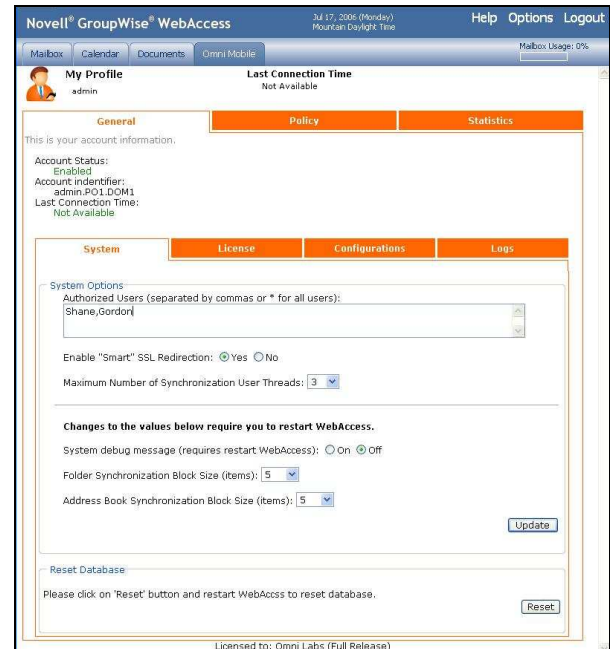 Novell® GroupWise® WebAccess
Jul 17, 2006 (Monday)
Mountain Daylight Time
Help Options Logout
Mailbox Calendar Documents Omni Mobile
Mailbox Usage: 0%
My Profile
admin
Last Connection Time
Not Available
General Policy Statistics
This is your account information.
Account Status:
Enabled
Account indentifier:
admin.PO1.DOM1
Last Connection Time:
Not Available
System License Configurations Logs
System Options
Authorized Users (separated by commas or * for all users):
Shane,Gordon
Enable "Smart" SSL Redirection: Yes No
Maximum Number of Synchronization User Threads: 3
Changes to the values below require you to restart WebAccess.
System debug message (requires restart WebAccess): On Off
Folder Synchronization Block Size (items): 5
Address Book Synchronization Block Size (items): 5
Update
Reset Database
Please click on 'Reset' button and restart WebAccss to reset database.
Reset
Licensed to: Omni Labs (Full Release)